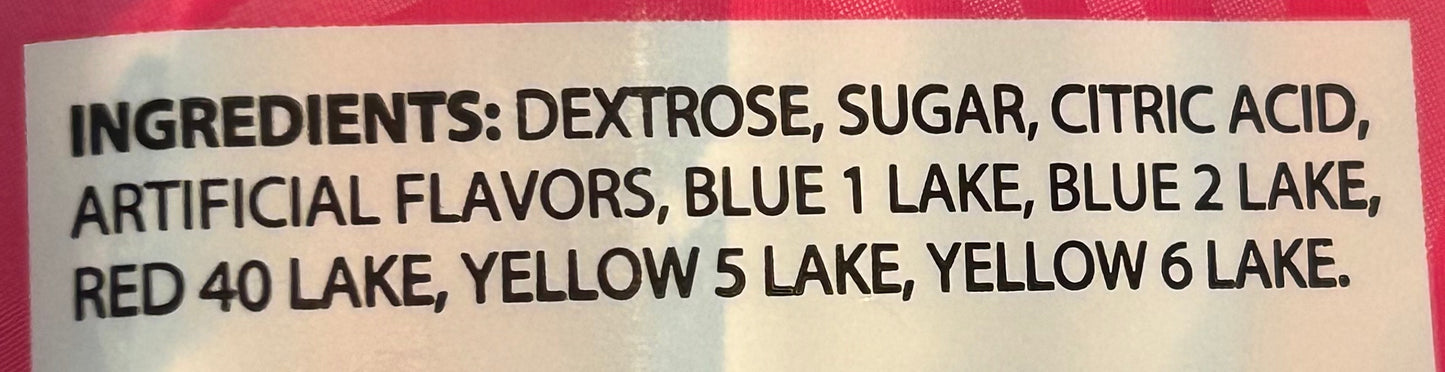 INGREDIENTS: DEXTROSE, SUGAR, CITRIC ACID,
ARTIFICIAL FLAVORS, BLUE 1 LAKE, BLUE 2 LAKE,
RED 40 LAKE, YELLOW 5 LAKE, YELLOW 6 LAKE.